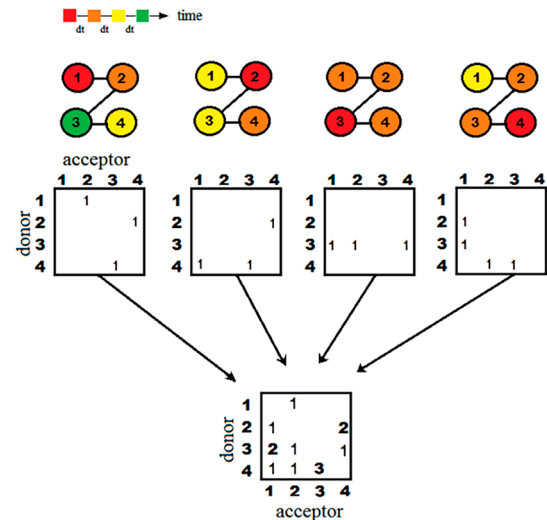 time
dt dt dt
1 2 1 2 1 2 1 2
3 4 3 4 3 4 3 4
acceptor
1 2 3 4 1 2 3 4 1 2 3 4 1 2 3 4
donor
1 1 1 1 1
2 1 2 1 2 2 1
3 3 3 1 1 1 3 1
4 1 4 1 1 4 4 1 1
1 1
donor
2 1 2
3 2 1 1
4 1 1 3
1 2 3 4
acceptor